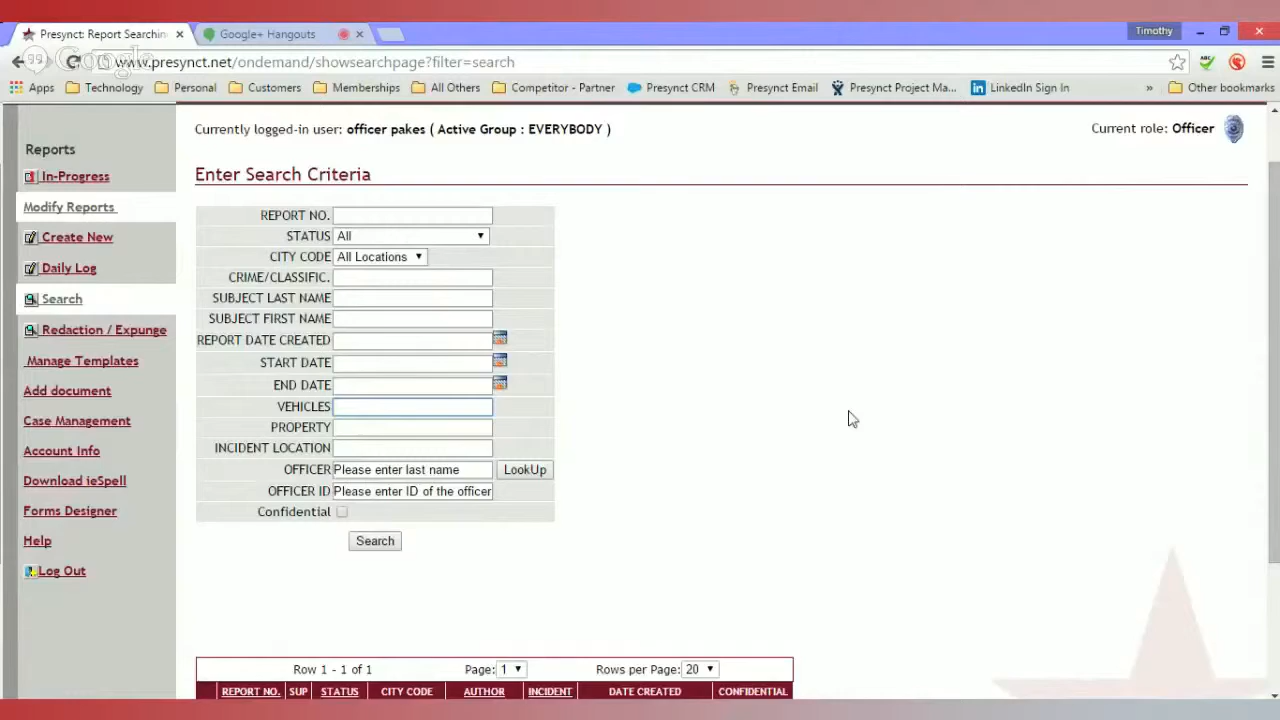 Presynct: Report Searchin
Google+ Hangouts
Timothy
Google
www.presynct.net/ondemand/showsearchpage?filter=search
Apps Technology Personal Customers Memberships All Others Competitor - Partner Presynct CRM Presynct Email Presynct Project Ma... LinkedIn Sign In » Other bookmarks
Currently logged-in user: officer pakes ( Active Group : EVERYBODY )
Current role: Officer
Reports
In-Progress
Modify Reports
Create New
Daily Log
Search
Redaction / Expunge
Manage Templates
Add document
Case Management
Account Info
Download ieSpell
Forms Designer
Help
Log Out
Enter Search Criteria
REPORT NO.
STATUS All
CITY CODE All Locations
CRIME/CLASSIFIC.
SUBJECT LAST NAME
SUBJECT FIRST NAME
REPORT DATE CREATED
START DATE
END DATE
VEHICLES
PROPERTY
INCIDENT LOCATION
OFFICER Please enter last name LookUp
OFFICER ID Please enter ID of the officer
Confidential
Search
Row 1 - 1 of 1 Page: 1 Rows per Page: 20
REPORT NO. SUP STATUS CITY CODE AUTHOR INCIDENT DATE CREATED CONFIDENTIAL